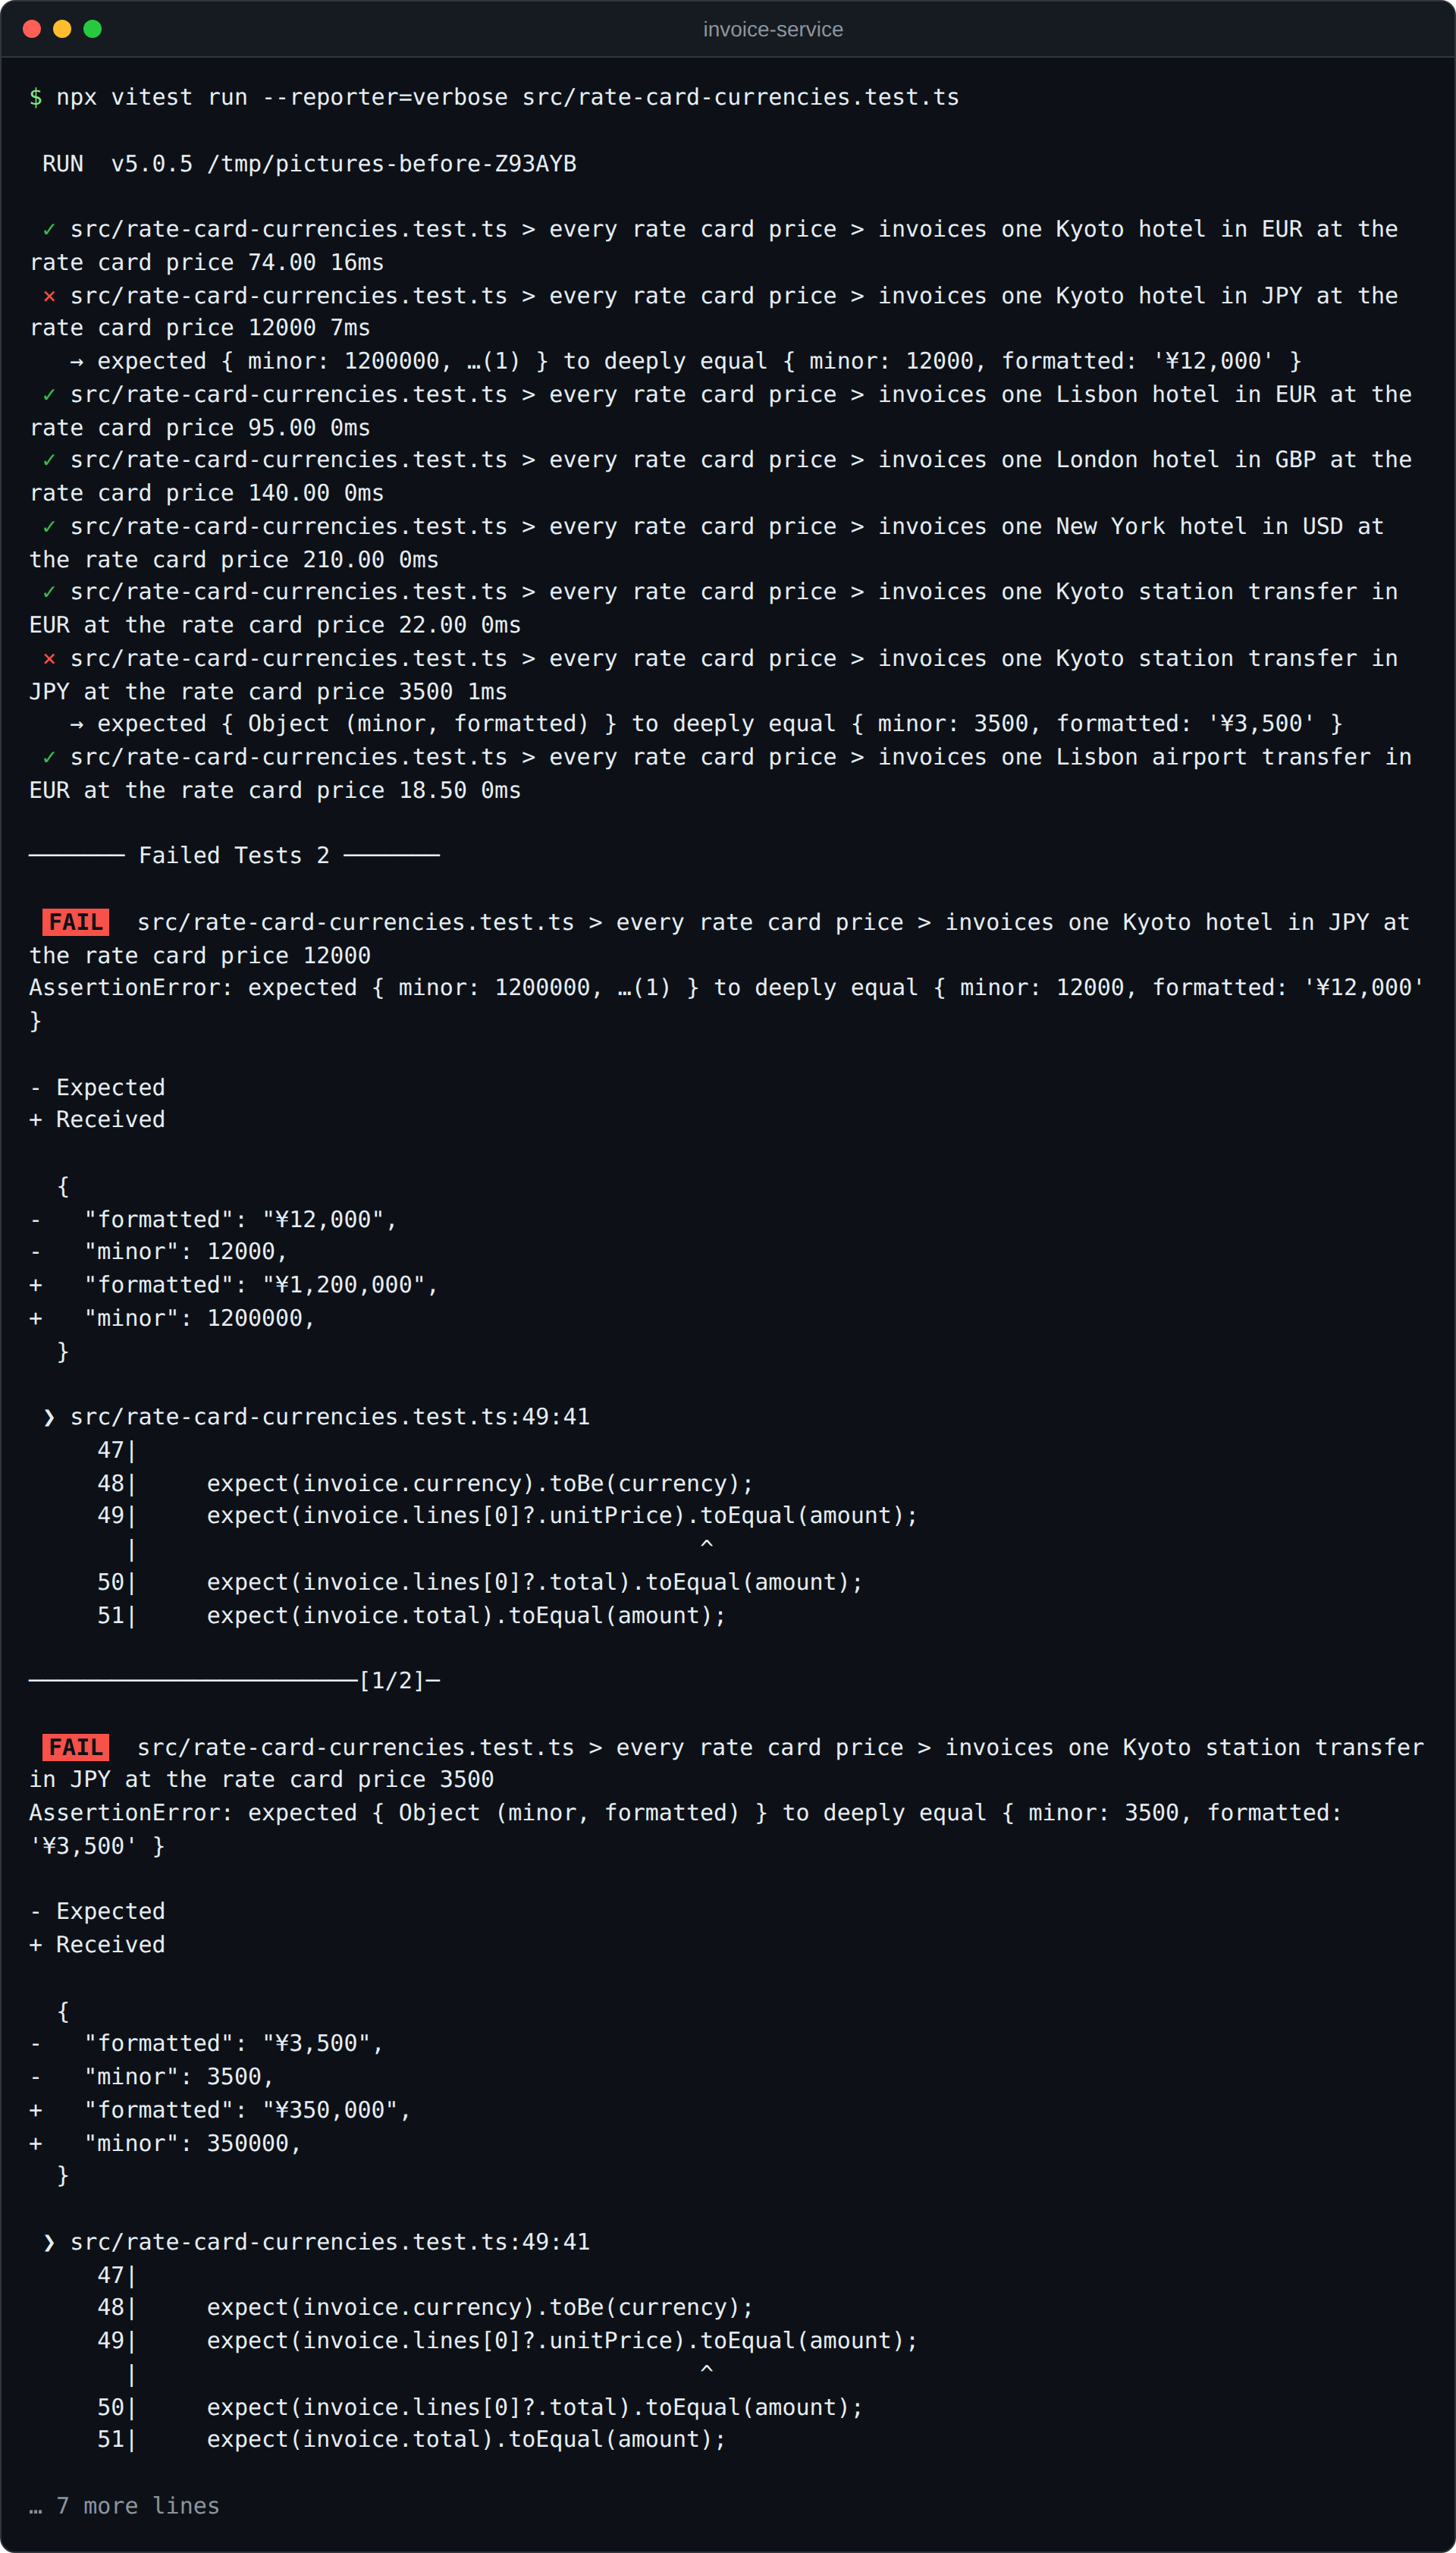 invoice-service
$ npx vitest run --reporter=verbose src/rate-card-currencies.test.ts
RUN  v5.0.5 /tmp/pictures-before-Z93AYB
✓ src/rate-card-currencies.test.ts > every rate card price > invoices one Kyoto hotel in EUR at the
rate card price 74.00 16ms
× src/rate-card-currencies.test.ts > every rate card price > invoices one Kyoto hotel in JPY at the
rate card price 12000 7ms
→ expected { minor: 1200000, …(1) } to deeply equal { minor: 12000, formatted: '¥12,000' }
✓ src/rate-card-currencies.test.ts > every rate card price > invoices one Lisbon hotel in EUR at the
rate card price 95.00 0ms
✓ src/rate-card-currencies.test.ts > every rate card price > invoices one London hotel in GBP at the
rate card price 140.00 0ms
✓ src/rate-card-currencies.test.ts > every rate card price > invoices one New York hotel in USD at
the rate card price 210.00 0ms
✓ src/rate-card-currencies.test.ts > every rate card price > invoices one Kyoto station transfer in
EUR at the rate card price 22.00 0ms
× src/rate-card-currencies.test.ts > every rate card price > invoices one Kyoto station transfer in
JPY at the rate card price 3500 1ms
→ expected { Object (minor, formatted) } to deeply equal { minor: 3500, formatted: '¥3,500' }
✓ src/rate-card-currencies.test.ts > every rate card price > invoices one Lisbon airport transfer in
EUR at the rate card price 18.50 0ms
─────── Failed Tests 2 ───────
FAIL  src/rate-card-currencies.test.ts > every rate card price > invoices one Kyoto hotel in JPY at
the rate card price 12000
AssertionError: expected { minor: 1200000, …(1) } to deeply equal { minor: 12000, formatted: '¥12,000'
}
- Expected
+ Received
{
-   "formatted": "¥12,000",
-   "minor": 12000,
+   "formatted": "¥1,200,000",
+   "minor": 1200000,
}
❯ src/rate-card-currencies.test.ts:49:41
47|
48|     expect(invoice.currency).toBe(currency);
49|     expect(invoice.lines[0]?.unitPrice).toEqual(amount);
|                                         ^
50|     expect(invoice.lines[0]?.total).toEqual(amount);
51|     expect(invoice.total).toEqual(amount);
────────────────────────[1/2]─
FAIL  src/rate-card-currencies.test.ts > every rate card price > invoices one Kyoto station transfer
in JPY at the rate card price 3500
AssertionError: expected { Object (minor, formatted) } to deeply equal { minor: 3500, formatted:
'¥3,500' }
- Expected
+ Received
{
-   "formatted": "¥3,500",
-   "minor": 3500,
+   "formatted": "¥350,000",
+   "minor": 350000,
}
❯ src/rate-card-currencies.test.ts:49:41
47|
48|     expect(invoice.currency).toBe(currency);
49|     expect(invoice.lines[0]?.unitPrice).toEqual(amount);
|                                         ^
50|     expect(invoice.lines[0]?.total).toEqual(amount);
51|     expect(invoice.total).toEqual(amount);
… 7 more lines